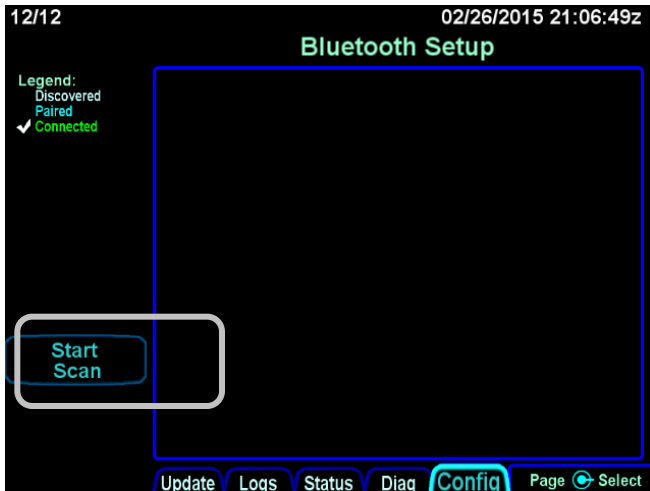 12/12
02/26/2015 21:06:49z
Bluetooth Setup
Legend:
Discovered
Paired
Connected
Start
Scan
Update
Logs
Status
Diag
Config
Page
Select